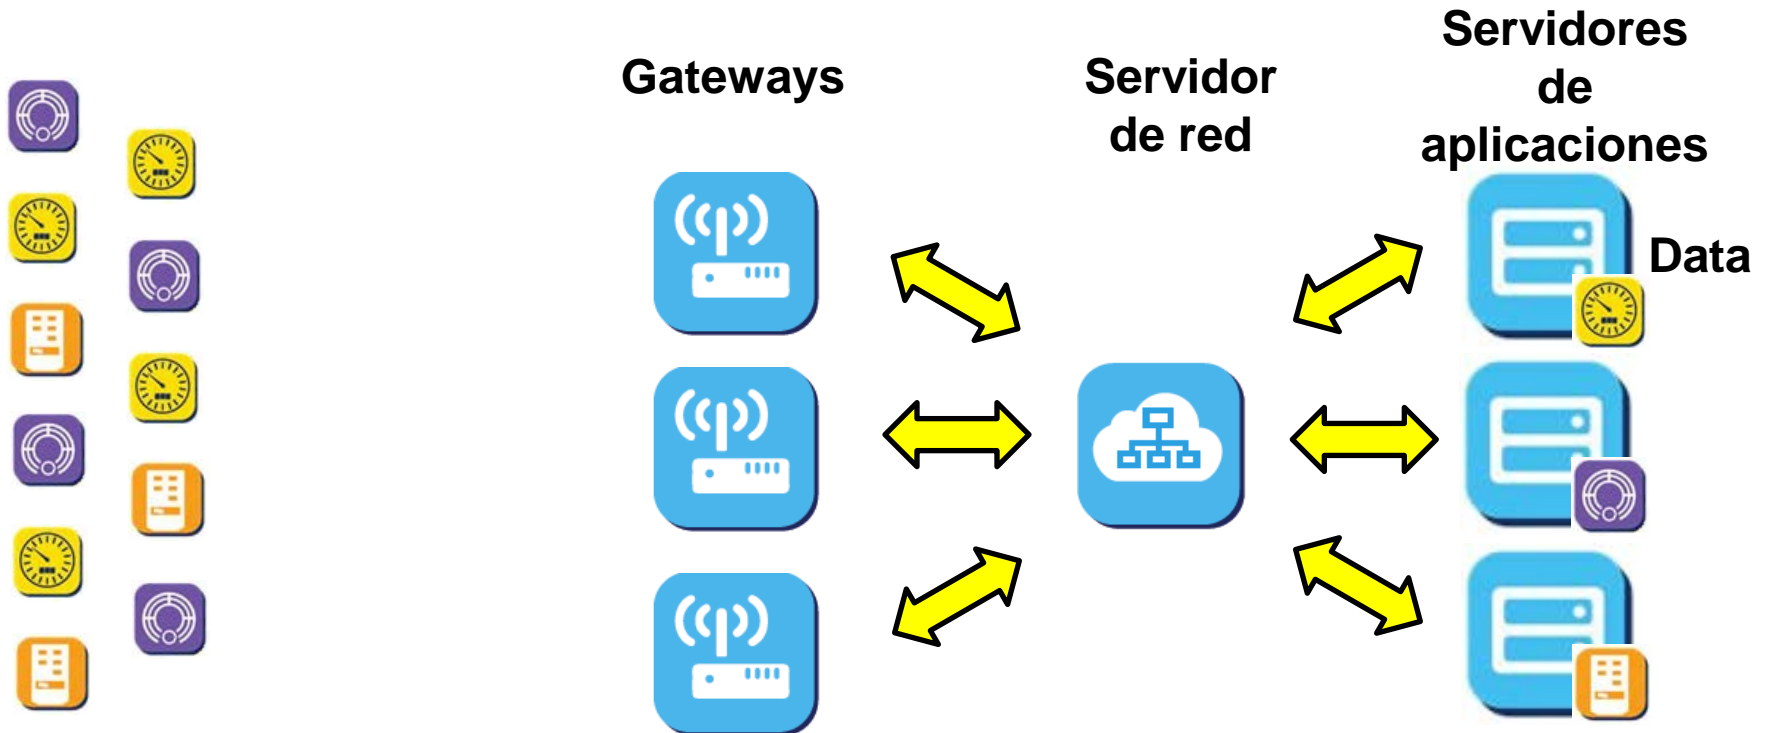 Gateways
Servidor
de red
Servidores
de
aplicaciones
Data